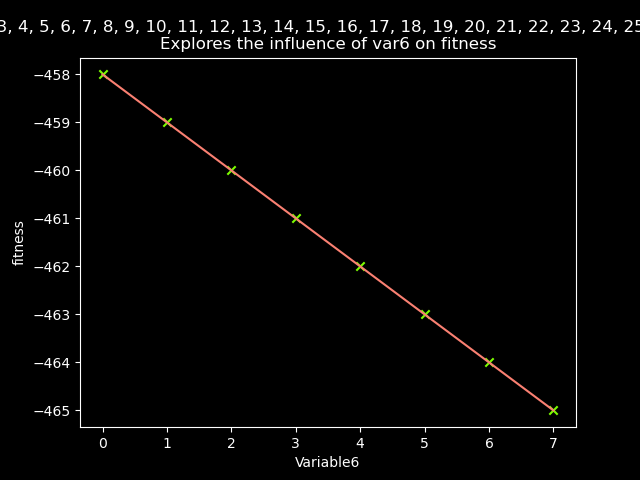 3, 4, 5, 6, 7, 8, 9, 10, 11, 12, 13, 14, 15, 16, 17, 18, 19, 20, 21, 22, 23, 24, 25
Explores the influence of var6 on fitness
−458
−459
−460
−461
−462
−463
−464
−465
fitness
0 1 2 3 4 5 6 7
Variable6